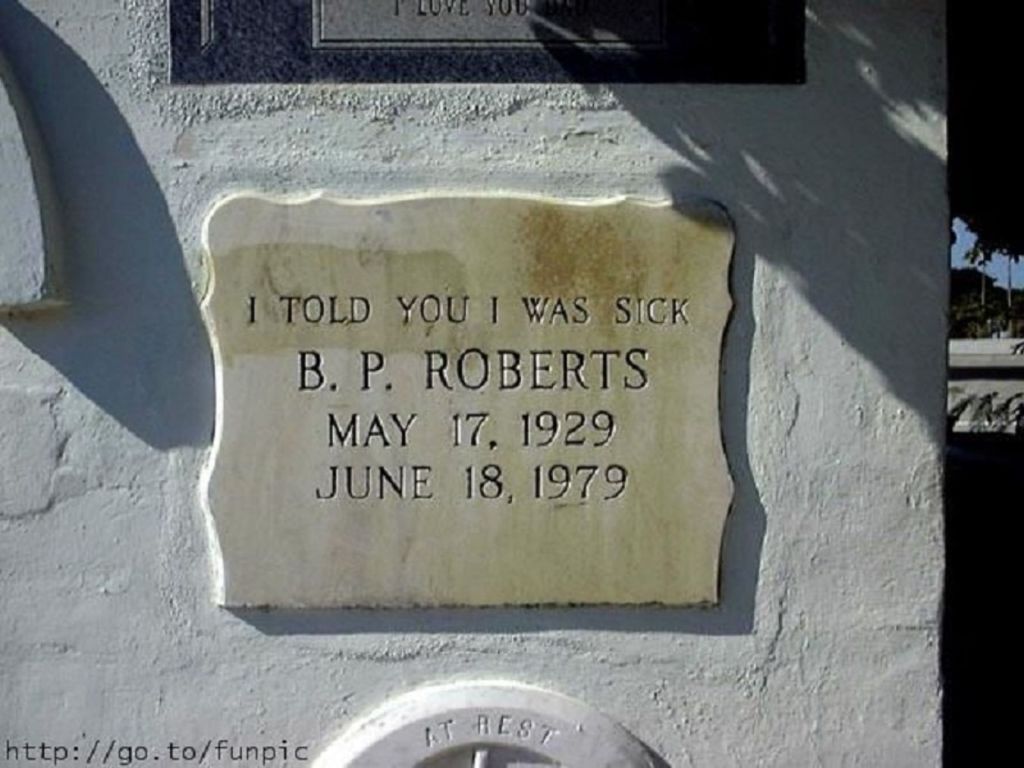 I LOVE YOU DAD
I TOLD YOU I WAS SICK
B. P. ROBERTS
MAY 17, 1929
JUNE 18, 1979
AT REST
http://go.to/funpic